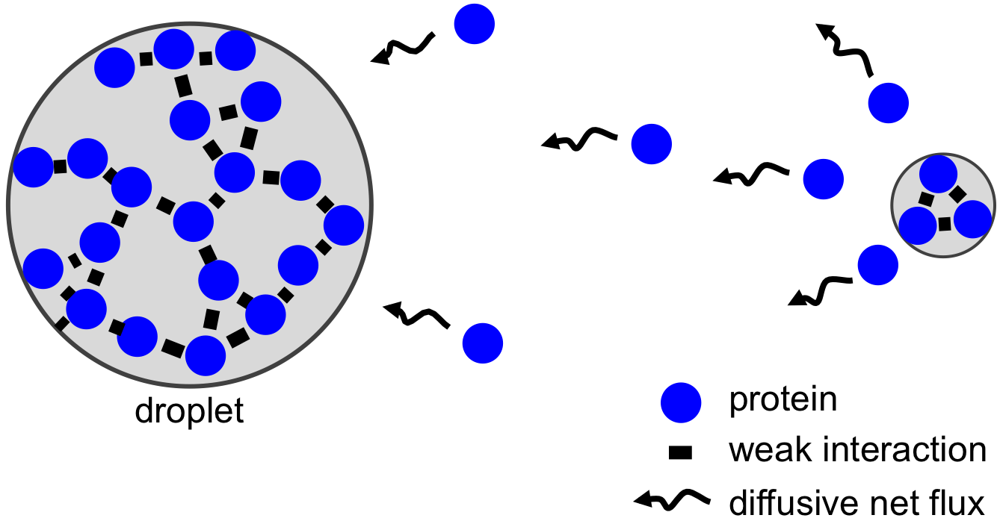 droplet
protein
weak interaction
diffusive net flux